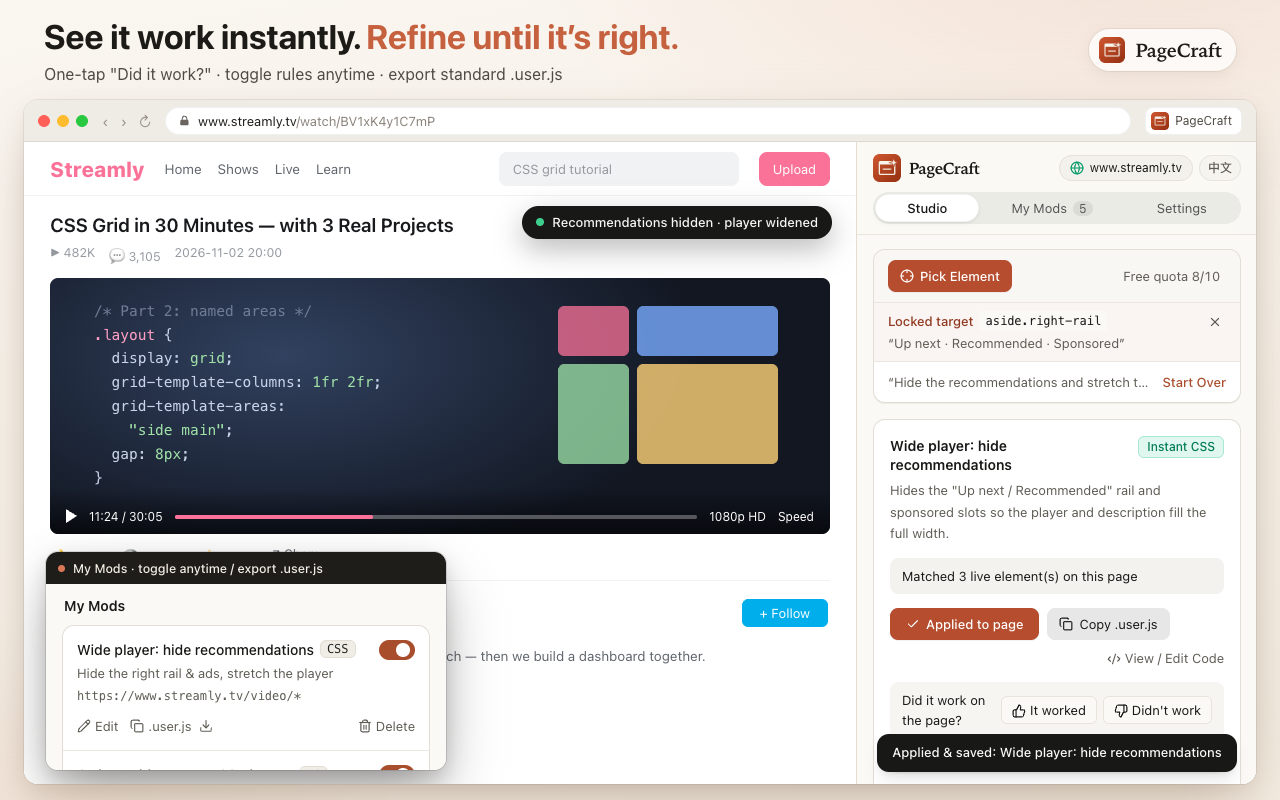 See it work instantly. Refine until it's right.
One-tap "Did it work?" · toggle rules anytime · export standard .user.js
PageCraft
www.streamly.tv/watch/BV1xK4y1C7mP
PageCraft
Streamly
Home
Shows
Live
Learn
CSS grid tutorial
Upload
CSS Grid in 30 Minutes — with 3 Real Projects
Recommendations hidden · player widened
482K
3,105
2026-11-02 20:00
/* Part 2: named areas */
.layout {
display: grid;
grid-template-columns: 1fr 2fr;
grid-template-areas:
"side main";
gap: 8px;
}
11:24 / 30:05
1080p HD
Speed
+ Follow
ch — then we build a dashboard together.
My Mods · toggle anytime / export .user.js
My Mods
Wide player: hide recommendations
CSS
Hide the right rail & ads, stretch the player
https://www.streamly.tv/video/*
Edit
.user.js
Delete
PageCraft
www.streamly.tv
中文
Studio
My Mods 5
Settings
Pick Element
Free quota 8/10
Locked target aside.right-rail
“Up next · Recommended · Sponsored”
“Hide the recommendations and stretch t...
Start Over
Wide player: hide
recommendations
Instant CSS
Hides the "Up next / Recommended" rail and
sponsored slots so the player and description fill the
full width.
Matched 3 live element(s) on this page
Applied to page
Copy .user.js
</> View / Edit Code
Did it work on
the page?
It worked
Didn't work
Applied & saved: Wide player: hide recommendations